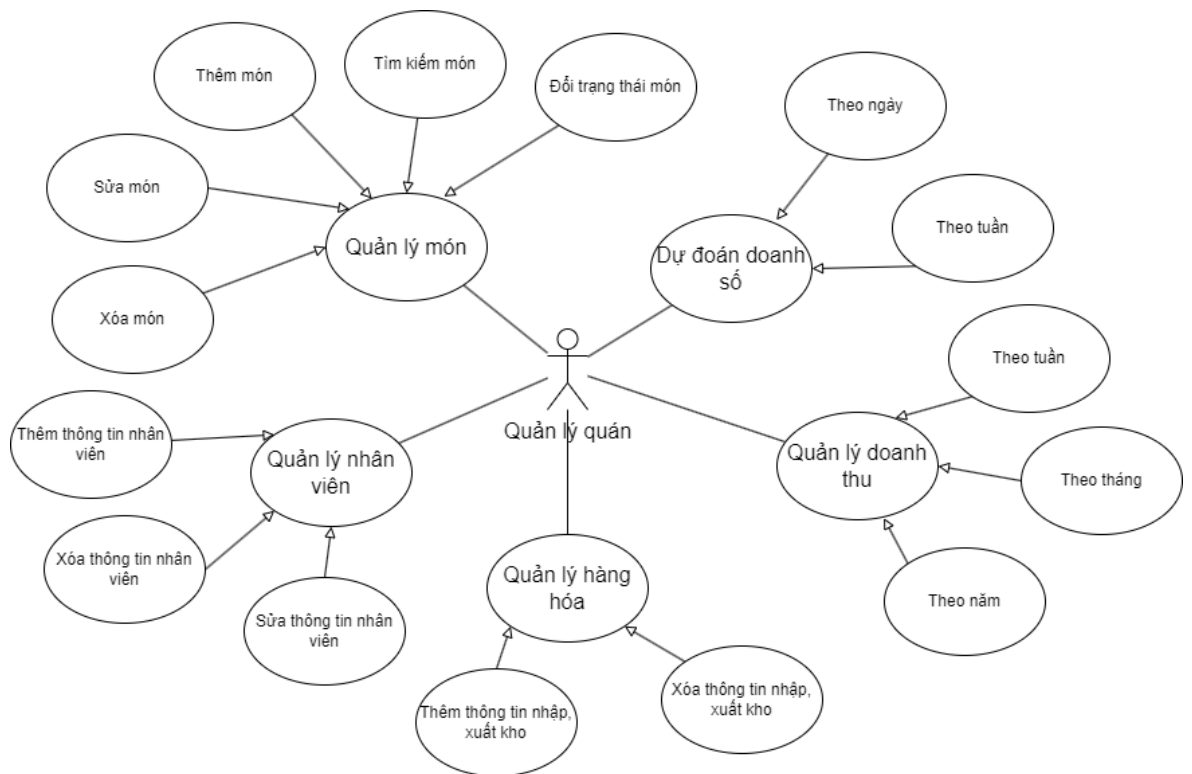 Thêm món
Tìm kiếm món
Đổi trạng thái món
Theo ngày
Sửa món
Quản lý món
Theo tuần
Dự đoán doanh
số
Xóa món
Theo tuần
Quản lý quán
Thêm thông tin nhân
viên
Quản lý nhân
viên
Quản lý doanh
thu
Theo tháng
Xóa thông tin nhân
viên
Quản lý hàng
hóa
Theo năm
Sửa thông tin nhân
viên
Thêm thông tin nhập,
xuất kho
Xóa thông tin nhập,
xuất kho